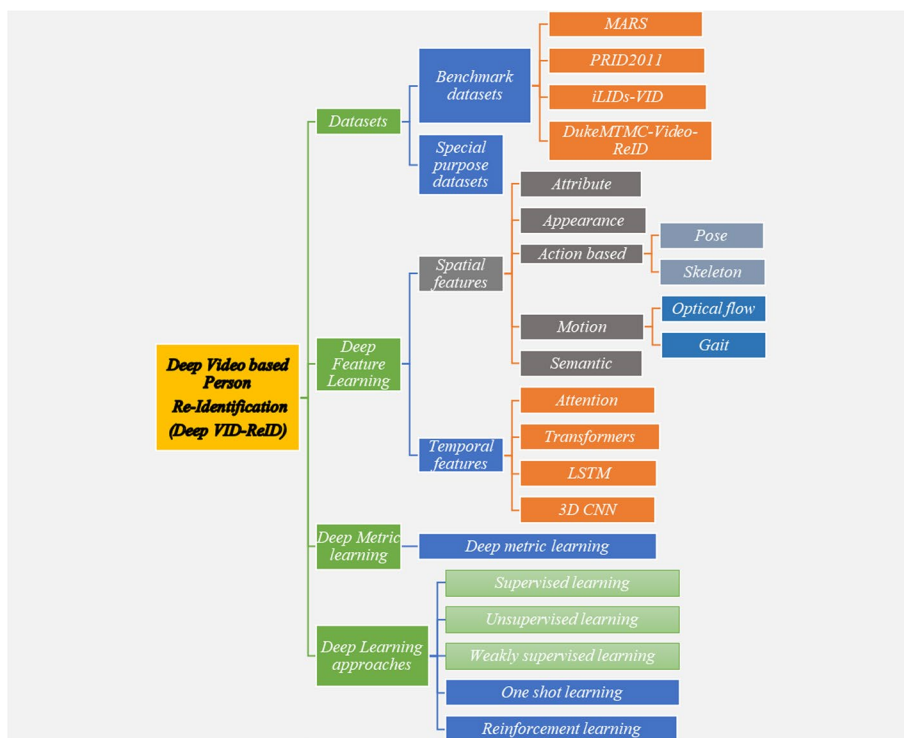 MARS
PRID2011
iLIDs-VID
DukeMTMC-Video-
ReID
Benchmark
datasets
Datasets
Special
purpose
datasets
Attribute
Appearance
Action based
Pose
Skeleton
Spatial
features
Motion
Optical flow
Gait
Semantic
Deep
Feature
Learning
Deep Video based
Person
Re-Identification
(Deep VID-ReID)
Attention
Transformers
Temporal
features
LSTM
3D CNN
Deep Metric
learning
Deep metric learning
Supervised learning
Unsupervised learning
Deep Learning
approaches
Weakly supervised learning
One shot learning
Reinforcement learning